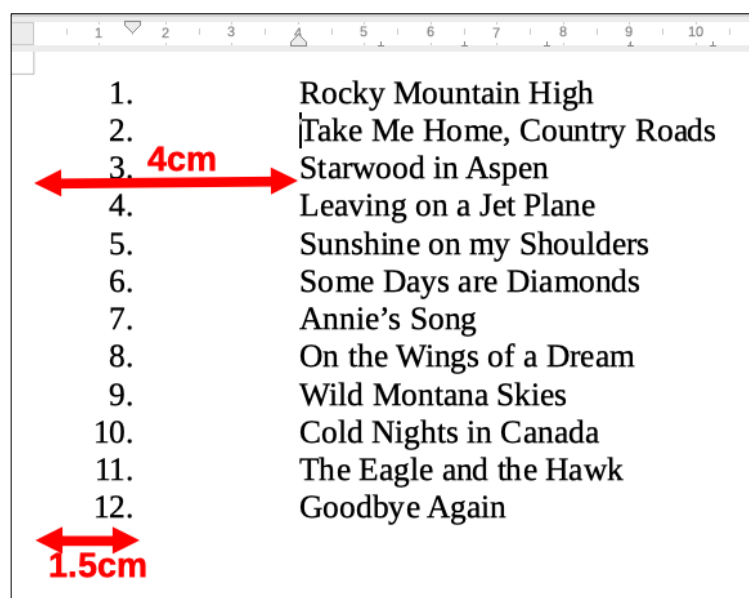 1 2 3 4 5 6 7 8 9 10
1. Rocky Mountain High
2. Take Me Home, Country Roads
4cm
3. Starwood in Aspen
4. Leaving on a Jet Plane
5. Sunshine on my Shoulders
6. Some Days are Diamonds
7. Annie’s Song
8. On the Wings of a Dream
9. Wild Montana Skies
10. Cold Nights in Canada
11. The Eagle and the Hawk
12. Goodbye Again
1.5cm